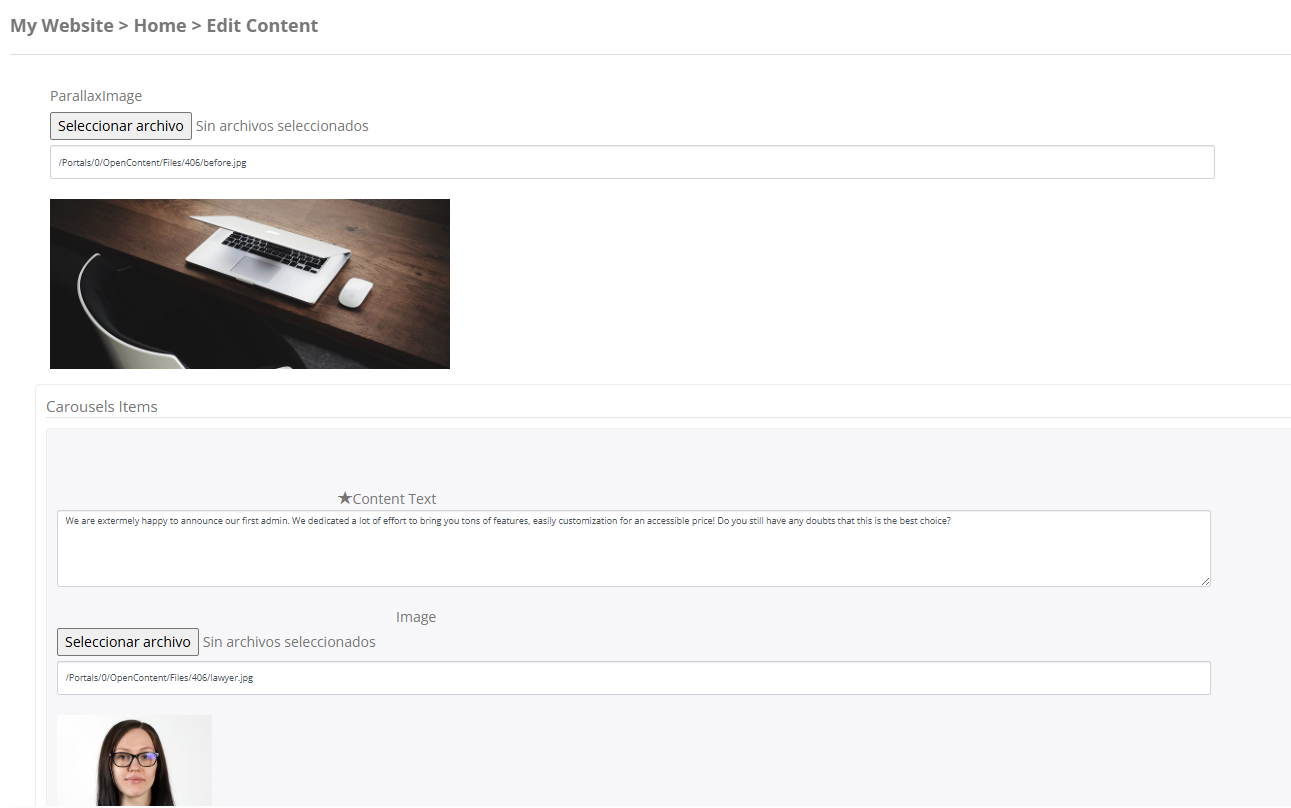 My Website > Home > Edit Content
ParallaxImage
Seleccionar archivo Sin archivos seleccionados
/Portals/0/OpenContent/Files/406/before.jpg
Carousels Items
★Content Text
We are extermely happy to announce our first admin. We dedicated a lot of effort to bring you tons of features, easily customization for an accessible price! Do you still have any doubts that this is the best choice?
Image
Seleccionar archivo Sin archivos seleccionados
/Portals/0/OpenContent/Files/406/lawyer.jpg